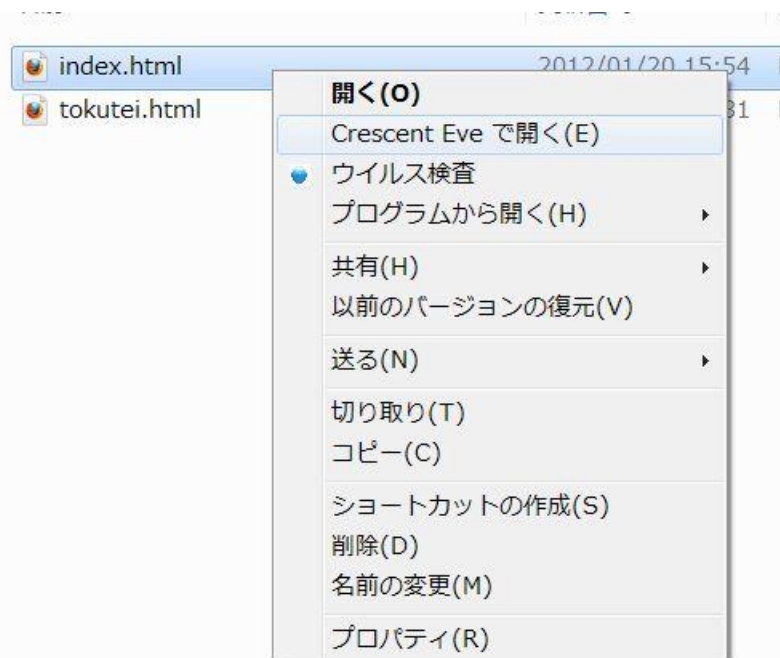 index.html 2012/01/20 15:54
tokutei.html 31
開く(O)
Crescent Eve で開く(E)
ウイルス検査
プログラムから開く(H)
共有(H)
以前のバージョンの復元(V)
送る(N)
切り取り(T)
コピー(C)
ショートカットの作成(S)
削除(D)
名前の変更(M)
プロパティ(R)